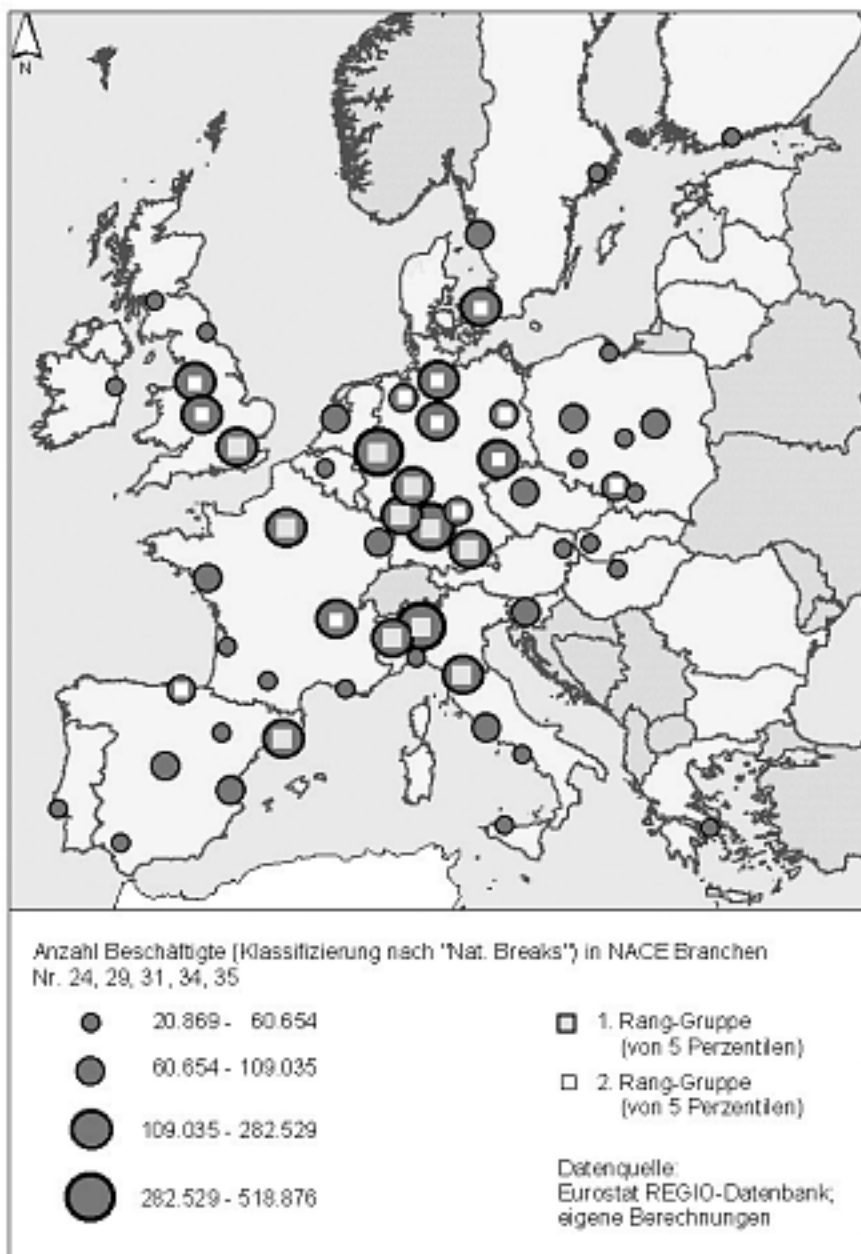 N
Anzahl Beschäftigte (Klassifizierung nach "Nat. Breaks") in NACE Branchen
Nr. 24, 29, 31, 34, 35
20.869 - 60.654
60.654 - 109.035
109.035 - 282.529
282.529 - 518.876
1. Rang-Gruppe
(von 5 Perzentilen)
2. Rang-Gruppe
(von 5 Perzentilen)
Datenquelle:
Eurostat REGIO-Datenbank;
eigene Berechnungen